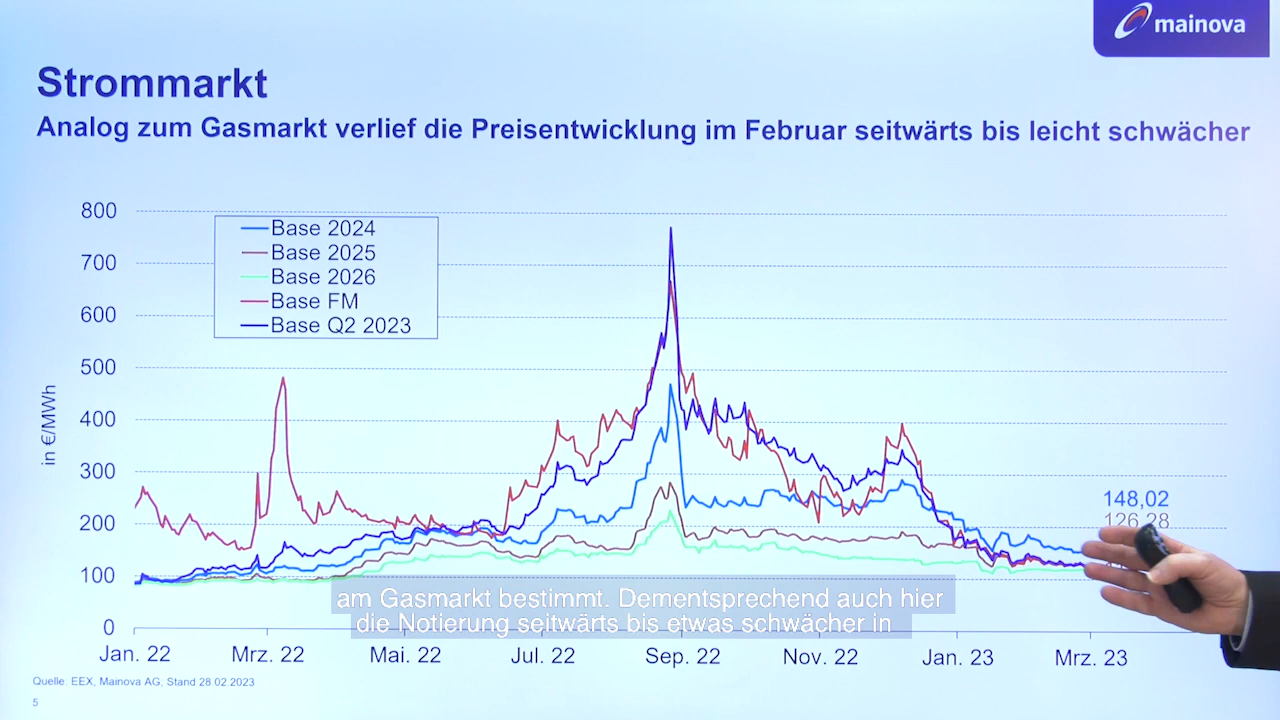 mainova
Strommarkt
Analog zum Gasmarkt verlief die Preisentwicklung im Februar seitwärts bis leicht schwächer
in €/MWh
800
700
600
500
400
300
200
100
0
Base 2024
Base 2025
Base 2026
Base FM
Base Q2 2023
148,02
126,28
am Gasmarkt bestimmt. Dementsprechend auch hier
die Notierung seitwärts bis etwas schwächer in
Jan. 22 Mrz. 22 Mai. 22 Jul. 22 Sep. 22 Nov. 22 Jan. 23 Mrz. 23
Quelle: EEX, Mainova AG, Stand 28.02.2023
5